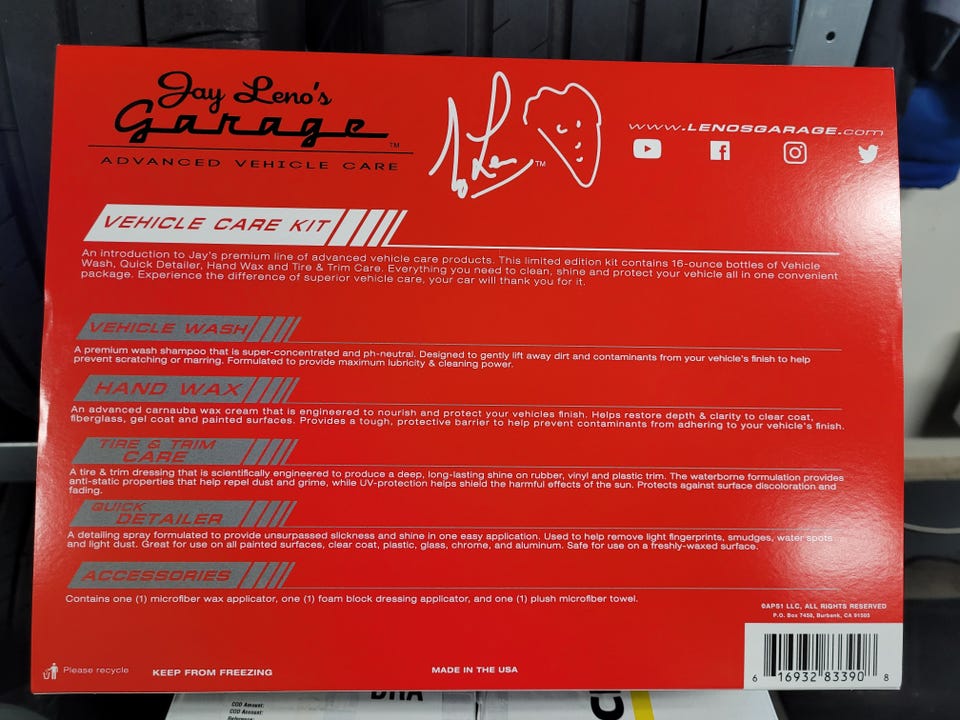 Jay Leno's
Garage TM
ADVANCED VEHICLE CARE
TM
www.LENOSGARAGE.com
VEHICLE CARE KIT
An introduction to Jay's premium line of advanced vehicle care products. This limited edition kit contains 16-ounce bottles of Vehicle
Wash, Quick Detailer, Hand Wax and Tire & Trim Care. Everything you need to clean, shine and protect your vehicle all in one convenient
package. Experience the difference of superior vehicle care, your car will thank you for it.
VEHICLE WASH
A premium wash shampoo that is super-concentrated and ph-neutral. Designed to gently lift away dirt and contaminants from your vehicle's finish to help
prevent scratching or marring. Formulated to provide maximum lubricity & cleaning power.
HAND WAX
An advanced carnauba wax cream that is engineered to nourish and protect your vehicles finish. Helps restore depth & clarity to clear coat,
fiberglass, gel coat and painted surfaces. Provides a tough, protective barrier to help prevent contaminants from adhering to your vehicle's finish.
TIRE & TRIM
CARE
A tire & trim dressing that is scientifically engineered to produce a deep, long-lasting shine on rubber, vinyl and plastic trim. The waterborne formulation provides
anti-static properties that help repel dust and grime, while UV-protection helps shield the harmful effects of the sun. Protects against surface discoloration and
fading.
QUICK
DETAILER
A detailing spray formulated to provide unsurpassed slickness and shine in one easy application. Used to help remove light fingerprints, smudges, water spots
and light dust. Great for use on all painted surfaces, clear coat, plastic, glass, chrome, and aluminum. Safe for use on a freshly-waxed surface.
ACCESSORIES
Contains one (1) microfiber wax applicator, one (1) foam block dressing applicator, and one (1) plush microfiber towel.
©APS1 LLC, ALL RIGHTS RESERVED
P.O. Box 7450, Burbank, CA 91505
Please recycle KEEP FROM FREEZING MADE IN THE USA
6 16932 83390 8
COD Amount:
COD Account: